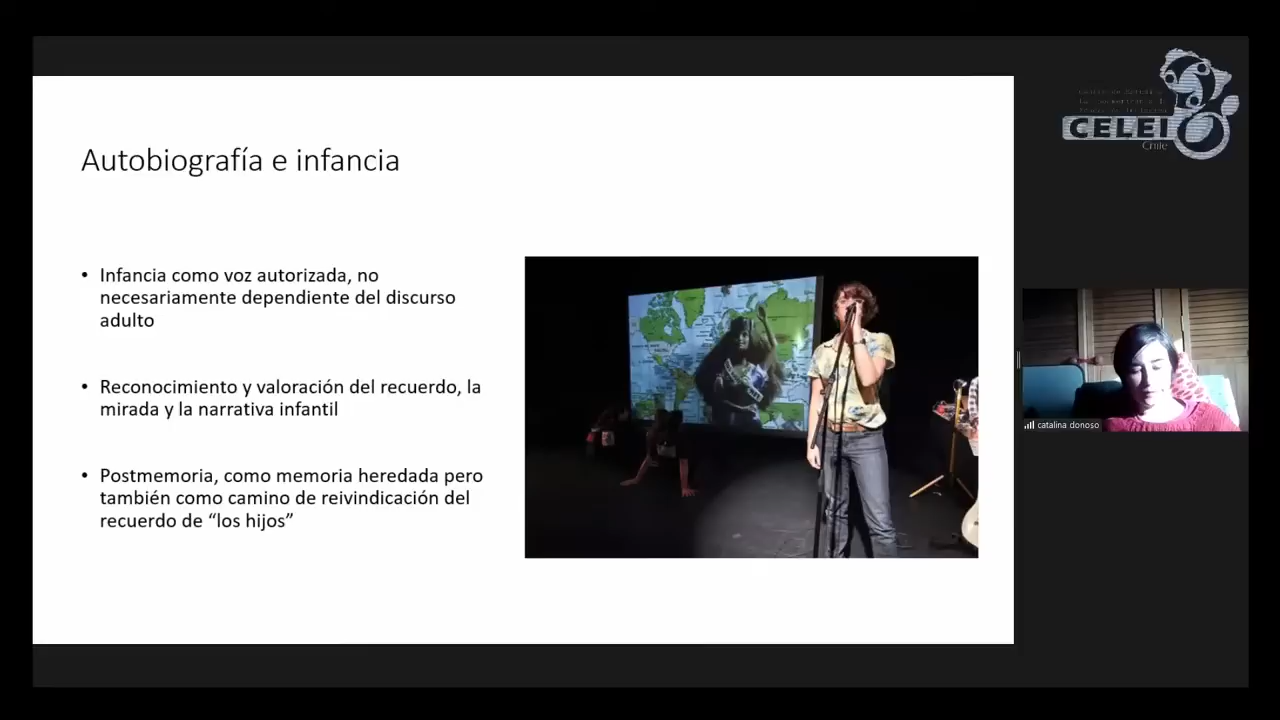 Autobiografía e infancia
• Infancia como voz autorizada, no
necesariamente dependiente del discurso
adulto
• Reconocimiento y valoración del recuerdo, la
mirada y la narrativa infantil
• Postmemoria, como memoria heredada pero
también como camino de reivindicación del
recuerdo de “los hijos”
CELEI
Chile
catalina donoso